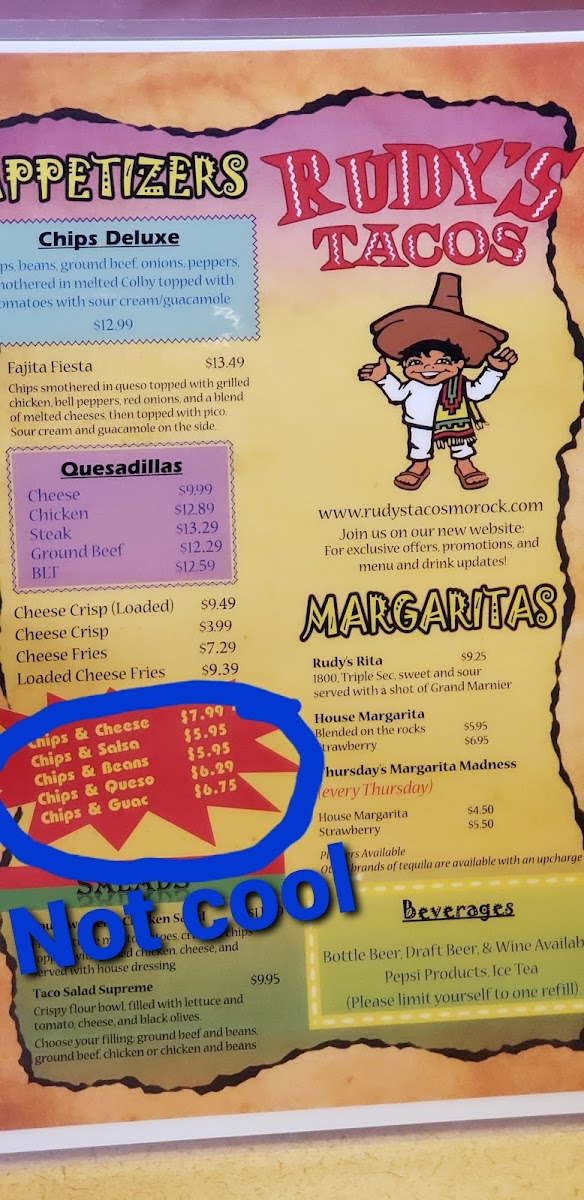 APPETIZERS
Chips Deluxe
beans, ground beef, onions, peppers,
in melted Colby topped with
with sour cream/guacamole
$12.99
Fajita Fiesta $13.49
Chips smothered in queso topped with grilled
chicken, bell peppers, red onions, and a blend
of melted cheeses, then topped with pico.
Sour cream and guacamole on the side.
Quesadillas
Cheese $9.99
Chicken $12.89
Steak $13.29
Ground Beef $12.29
BLT $12.59
Cheese Crisp (Loaded) $9.49
Cheese Crisp $3.99
Cheese Fries $7.29
Loaded Cheese Fries $9.39
Chips & Cheese $7.99
Chips & Salsa $5.95
Chips & Beans $5.95
Chips & Queso $6.29
Chips & Guac $6.75
Not cool
SALADS
Chicken
chips
chicken, cheese, and
served with house dressing
Taco Salad Supreme $9.95
Crispy flour bowl, filled with lettuce and
tomato, cheese, and black olives.
Choose your filling: ground beef and beans,
ground beef, chicken or chicken and beans
RUDY'S
TACOS
www.rudystacosmorock.com
Join us on our new website:
For exclusive offers, promotions, and
menu and drink updates!
MARGARITAS
Rudy's Rita $9.25
1800, Triple Sec, sweet and sour
served with a shot of Grand Marnier
House Margarita
Blended on the rocks $5.95
Strawberry $6.95
Thursday's Margarita Madness
(every Thursday)
House Margarita $4.50
Strawberry $5.50
Available
brands of tequila are available with an upcharge
Beverages
Bottle Beer, Draft Beer, & Wine Availab
Pepsi Products, Ice Tea
(Please limit yourself to one refill)